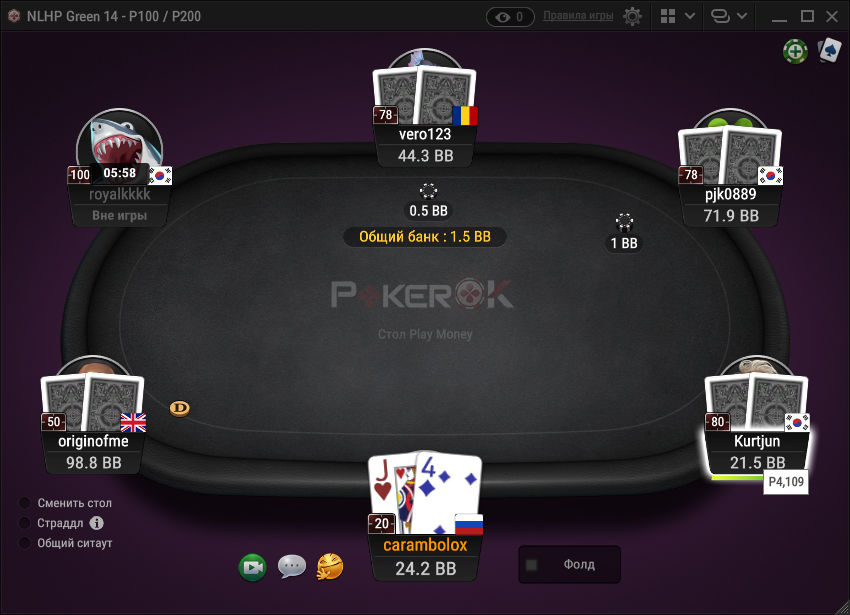 NLHP Green 14 - P100 / P200
0
Правила игры
78
vero123
44.3 BB
100
05:58
royalkkkk
Вне игры
78
pjk0889
71.9 BB
0.5 BB
Общий банк : 1.5 BB
1 BB
POKEROK
Стол Play Money
50
originofme
98.8 BB
D
80
Kurtjun
21.5 BB
P4,109
J
4
20
carambolox
24.2 BB
Сменить стол
Страддл i
Общий ситаут
Фолд